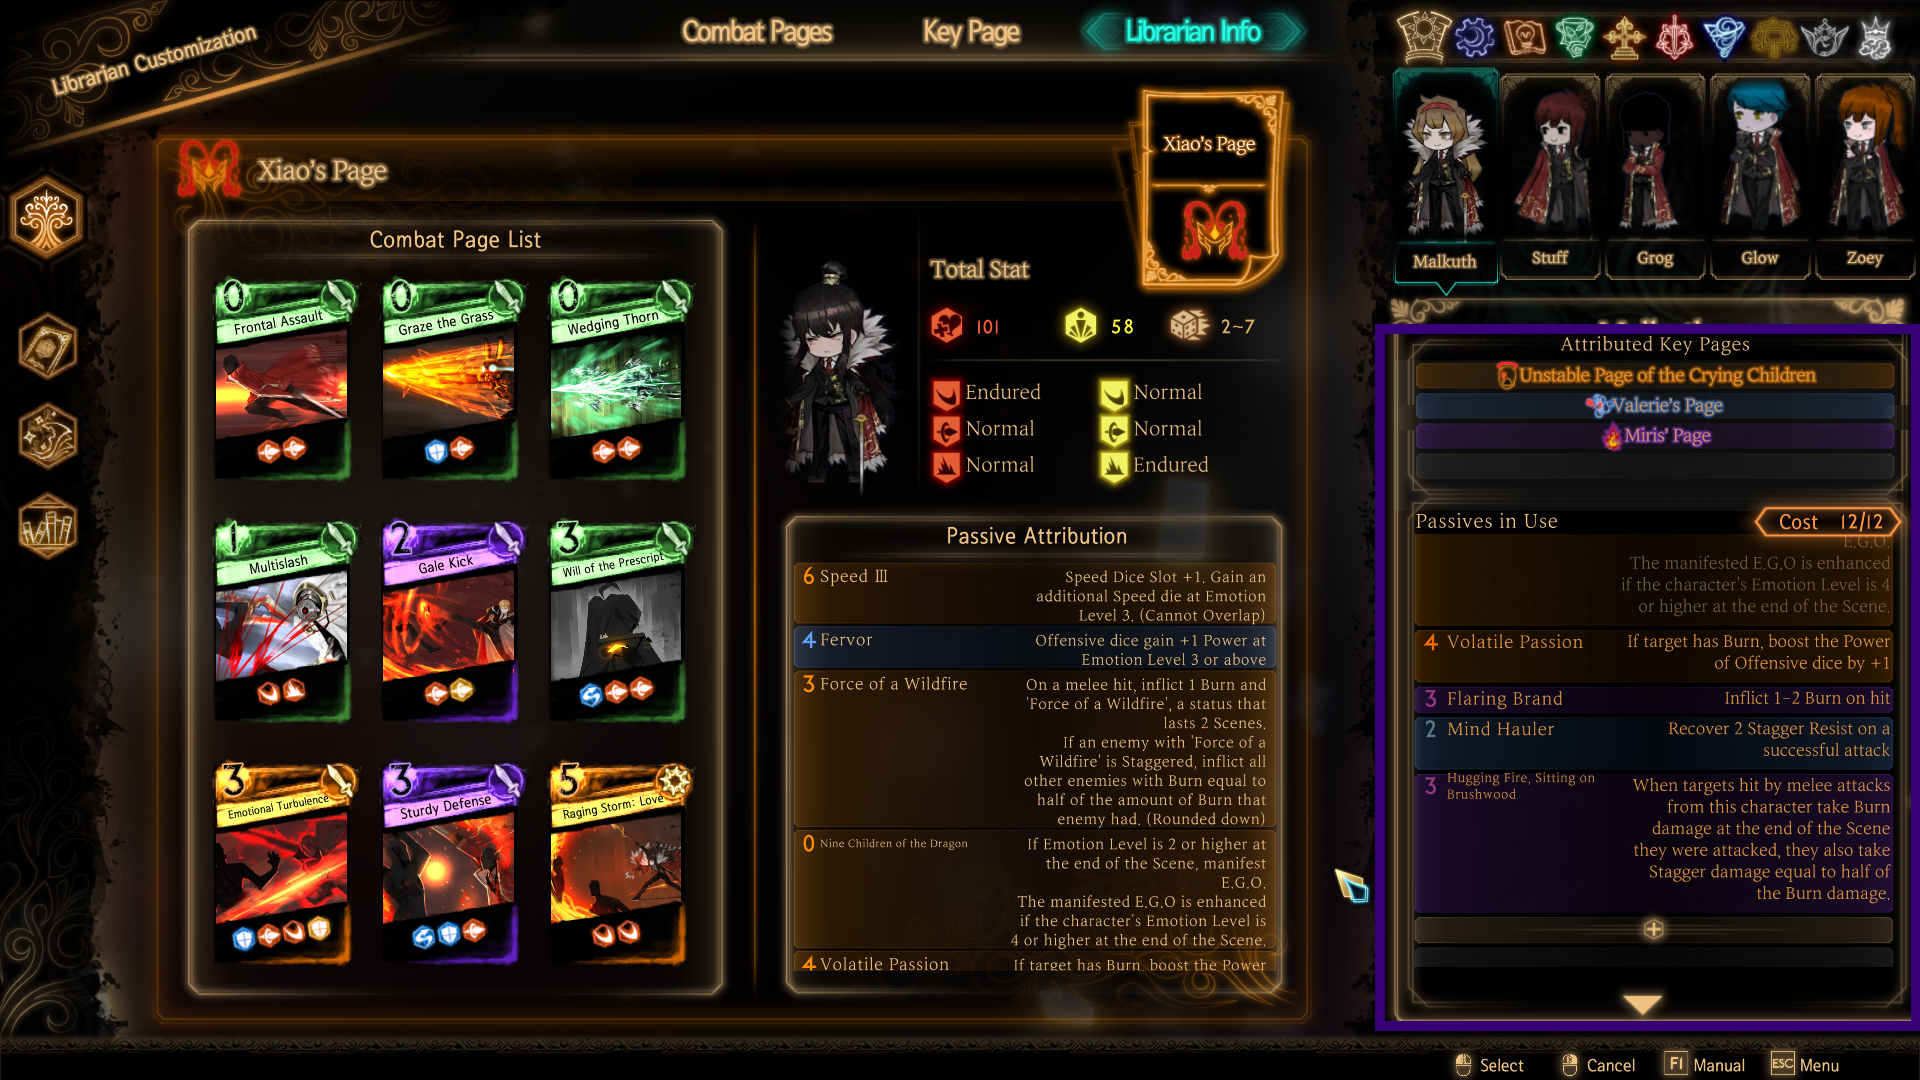 Librarian Customization
Combat Pages
Key Page
Librarian Info
Xiao's Page
Xiao's Page
Combat Page List
0
Frontal Assault
0
Graze the Grass
0
Wedging Thorn
1
Multislash
2
Gale Kick
3
Will of the Prescript
3
Emotional Turbulence
3
Sturdy Defense
5
Raging Storm: Love
Total Stat
101
58
2~7
Endured
Normal
Normal
Normal
Normal
Endured
Passive Attribution
6 Speed III
Speed Dice Slot +1. Gain an
additional Speed die at Emotion
Level 3. (Cannot Overlap)
4 Fervor
Offensive dice gain +1 Power at
Emotion Level 3 or above
3 Force of a Wildfire
On a melee hit, inflict 1 Burn and
'Force of a Wildfire', a status that
lasts 2 Scenes.
If an enemy with 'Force of a
Wildfire' is Staggered, inflict all
other enemies with Burn equal to
half of the amount of Burn that
enemy had. (Rounded down)
0 Nine Children of the Dragon
If Emotion Level is 2 or higher at
the end of the Scene, manifest
E.G.O.
The manifested E.G.O is enhanced
if the character's Emotion Level is
4 or higher at the end of the Scene.
4 Volatile Passion
If target has Burn, boost the Power
Malkuth
Stuff
Grog
Glow
Zoey
Attributed Key Pages
Unstable Page of the Crying Children
Valerie's Page
Miris' Page
Passives in Use
Cost 12/12
E.G.O.
The manifested E.G.O is enhanced
if the character's Emotion Level is 4
or higher at the end of the Scene.
4 Volatile Passion
If target has Burn, boost the Power
of Offensive dice by +1
3 Flaring Brand
Inflict 1-2 Burn on hit
2 Mind Hauler
Recover 2 Stagger Resist on a
successful attack
3 Hugging Fire, Sitting on
Brushwood
When targets hit by melee attacks
from this character take Burn
damage at the end of the Scene
they were attacked, they also take
Stagger damage equal to half of
the Burn damage.
Select
Cancel
F1 Manual
ESC Menu